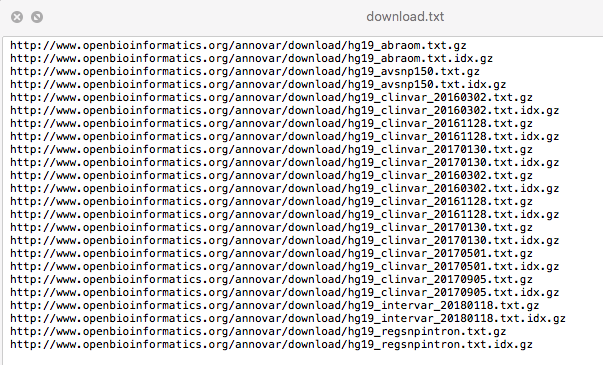 download.txt
http://www.openbioinformatics.org/annovar/download/hg19_abraom.txt.gz
http://www.openbioinformatics.org/annovar/download/hg19_abraom.txt.idx.gz
http://www.openbioinformatics.org/annovar/download/hg19_avsnp150.txt.gz
http://www.openbioinformatics.org/annovar/download/hg19_avsnp150.txt.idx.gz
http://www.openbioinformatics.org/annovar/download/hg19_clinvar_20160302.txt.gz
http://www.openbioinformatics.org/annovar/download/hg19_clinvar_20160302.txt.idx.gz
http://www.openbioinformatics.org/annovar/download/hg19_clinvar_20161128.txt.gz
http://www.openbioinformatics.org/annovar/download/hg19_clinvar_20161128.txt.idx.gz
http://www.openbioinformatics.org/annovar/download/hg19_clinvar_20170130.txt.gz
http://www.openbioinformatics.org/annovar/download/hg19_clinvar_20170130.txt.idx.gz
http://www.openbioinformatics.org/annovar/download/hg19_clinvar_20160302.txt.gz
http://www.openbioinformatics.org/annovar/download/hg19_clinvar_20160302.txt.idx.gz
http://www.openbioinformatics.org/annovar/download/hg19_clinvar_20161128.txt.gz
http://www.openbioinformatics.org/annovar/download/hg19_clinvar_20161128.txt.idx.gz
http://www.openbioinformatics.org/annovar/download/hg19_clinvar_20170130.txt.gz
http://www.openbioinformatics.org/annovar/download/hg19_clinvar_20170130.txt.idx.gz
http://www.openbioinformatics.org/annovar/download/hg19_clinvar_20170501.txt.gz
http://www.openbioinformatics.org/annovar/download/hg19_clinvar_20170501.txt.idx.gz
http://www.openbioinformatics.org/annovar/download/hg19_clinvar_20170905.txt.gz
http://www.openbioinformatics.org/annovar/download/hg19_clinvar_20170905.txt.idx.gz
http://www.openbioinformatics.org/annovar/download/hg19_intervar_20180118.txt.gz
http://www.openbioinformatics.org/annovar/download/hg19_intervar_20180118.txt.idx.gz
http://www.openbioinformatics.org/annovar/download/hg19_regsnpintron.txt.gz
http://www.openbioinformatics.org/annovar/download/hg19_regsnpintron.txt.idx.gz